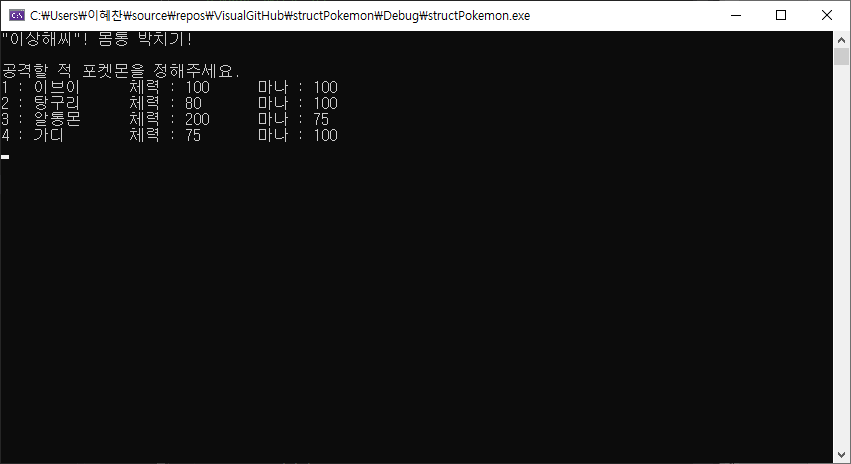 C:\Users\이혜찬\source\repos\VisualGitHub\structPokemon\Debug\structPokemon.exe
"이상해씨"! 몸통 박치기!
공격할 적 포켓몬을 정해주세요.
1 : 이브이 체력 : 100 마나 : 100
2 : 탕구리 체력 : 80 마나 : 100
3 : 알통몬 체력 : 200 마나 : 75
4 : 가디 체력 : 75 마나 : 100